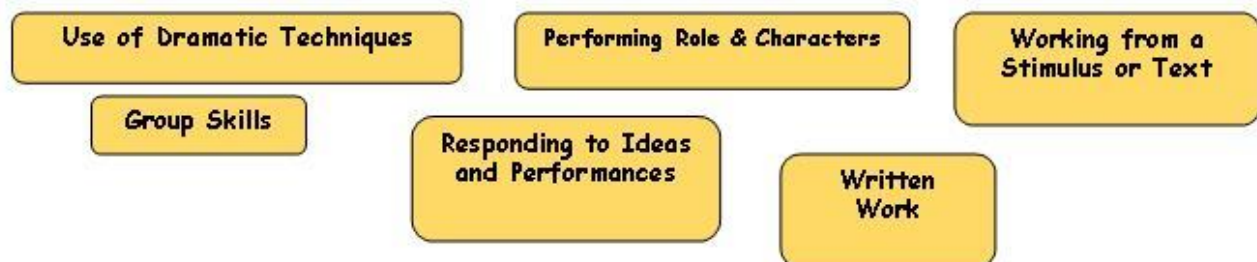 Use of Dramatic Techniques
Performing Role & Characters
Working from a
Stimulus or Text
Group Skills
Responding to Ideas
and Performances
Written
Work